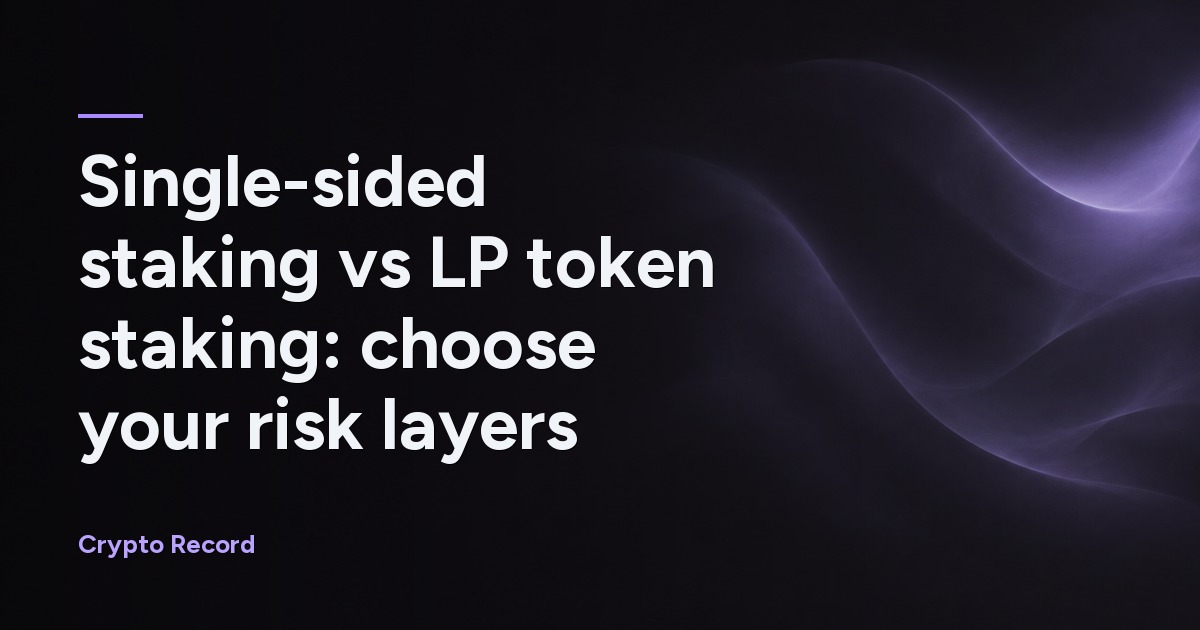 Single-sided
staking vs LP token
staking: choose
your risk layers
Crypto Record